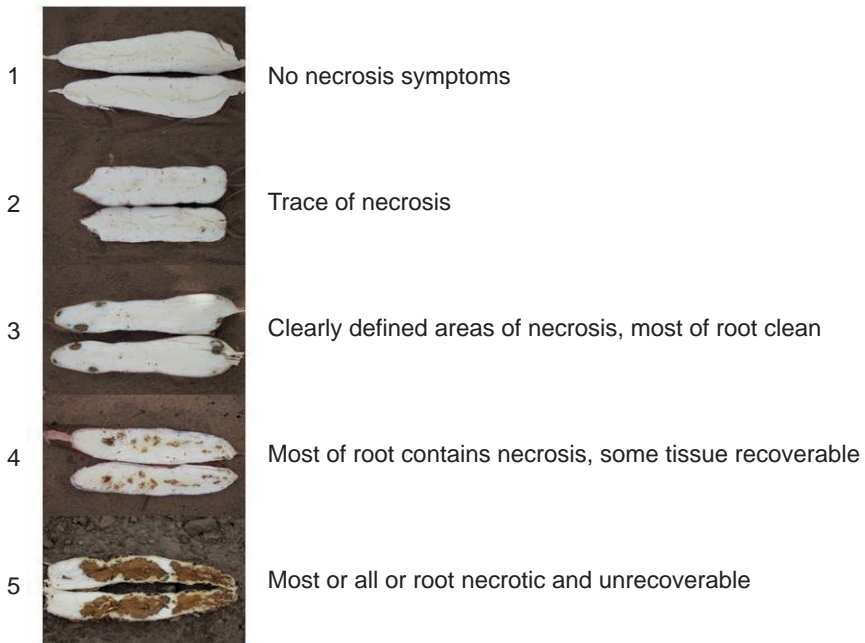 1 No necrosis symptoms
2 Trace of necrosis
3 Clearly defined areas of necrosis, most of root clean
4 Most of root contains necrosis, some tissue recoverable
5 Most or all or root necrotic and unrecoverable